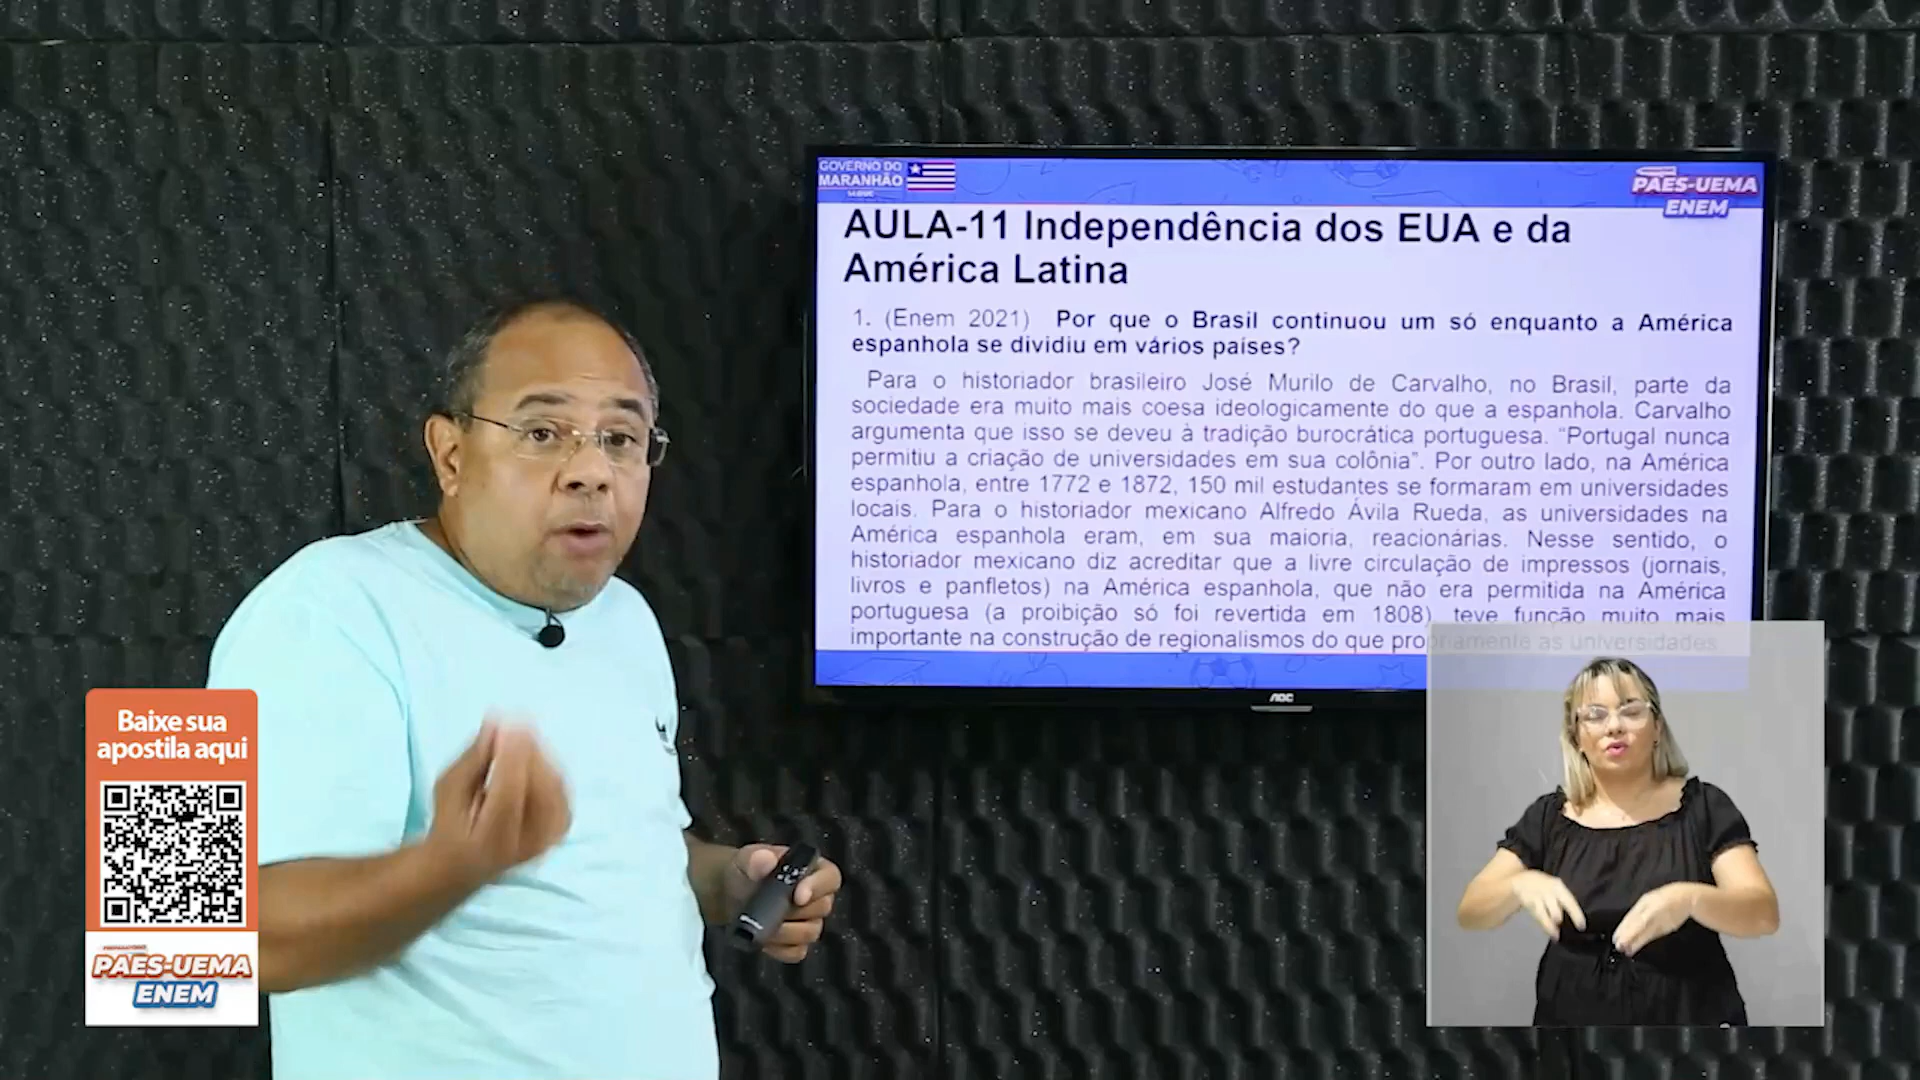 GOVERNO DO
MARANHÃO
PAES-UEMA
ENEM
AULA-11 Independência dos EUA e da
América Latina
1. (Enem 2021) Por que o Brasil continuou um só enquanto a América
espanhola se dividiu em vários países?
Para o historiador brasileiro José Murilo de Carvalho, no Brasil, parte da
sociedade era muito mais coesa ideologicamente do que a espanhola. Carvalho
argumenta que isso se deveu à tradição burocrática portuguesa. “Portugal nunca
permitiu a criação de universidades em sua colônia”. Por outro lado, na América
espanhola, entre 1772 e 1872, 150 mil estudantes se formaram em universidades
locais. Para o historiador mexicano Alfredo Ávila Rueda, as universidades na
América espanhola eram, em sua maioria, reacionárias. Nesse sentido, o
historiador mexicano diz acreditar que a livre circulação de impressos (jornais,
livros e panfletos) na América espanhola, que não era permitida na América
portuguesa (a proibição só foi revertida em 1808), teve função muito mais
importante na construção de regionalismos do que propriamente as universidades.
AOC
Baixe sua
apostila aqui
PAES-UEMA
ENEM